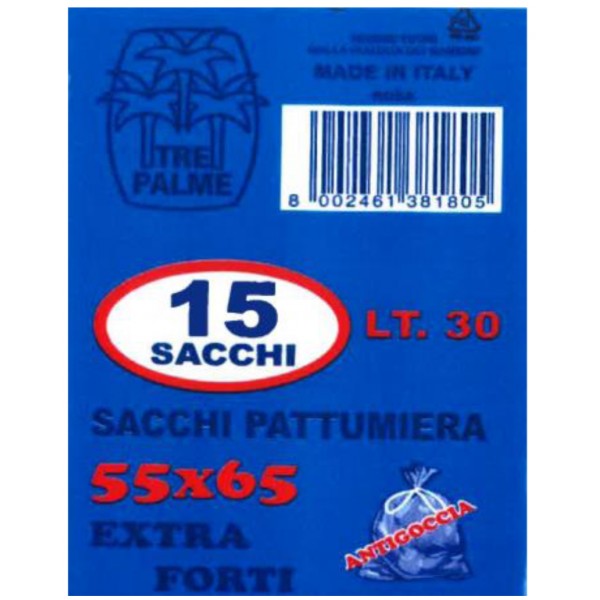 TRE
PALME
MADE IN ITALY
8 002461 381805
15
SACCHI
LT. 30
SACCHI PATTUMIERA
55x65
EXTRA
FORTI
ANTIGOCCIA